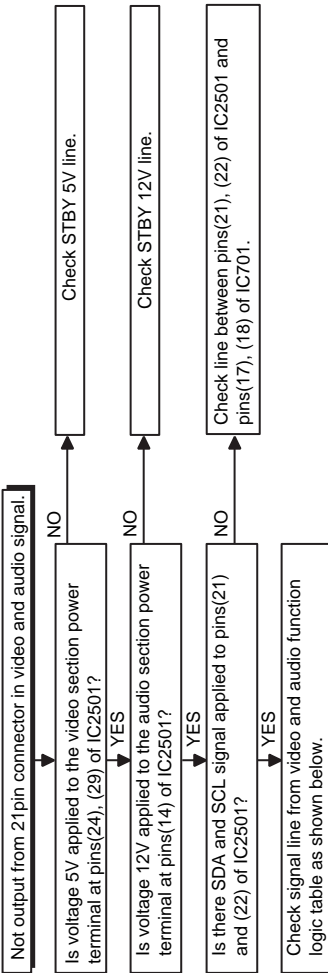 Not output from 21pin connector in video and audio signal.
Is voltage 5V applied to the video section power
terminal at pins(24), (29) of IC2501?
NO
Check STBY 5V line.
YES
Is voltage 12V applied to the audio section power
terminal at pins(14) of IC2501?
NO
Check STBY 12V line.
YES
Is there SDA and SCL signal applied to pins(21)
and (22) of IC2501?
NO
Check line between pins(21), (22) of IC2501 and
pins(17), (18) of IC701.
YES
Check signal line from video and audio function
logic table as shown below.